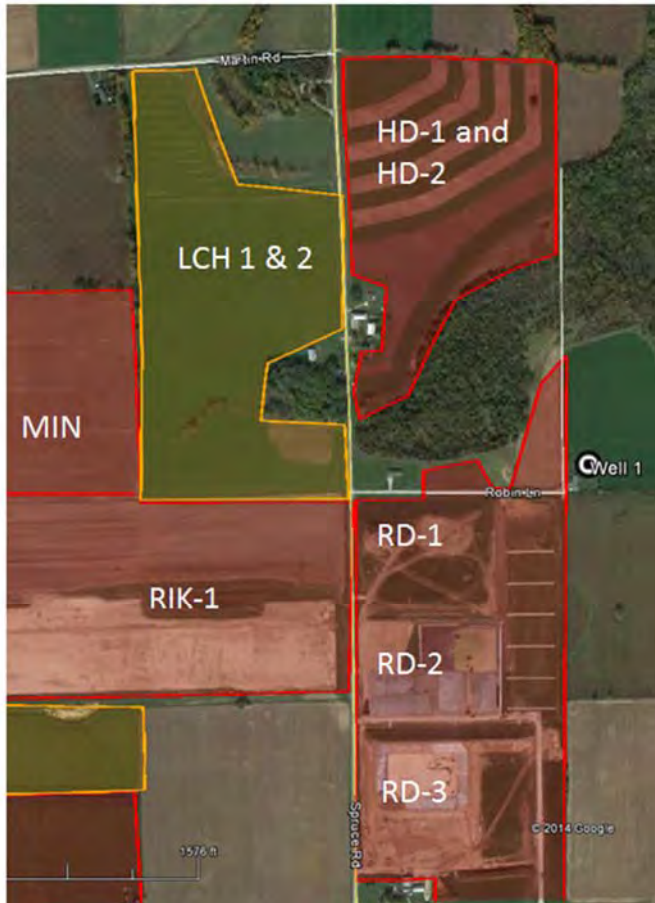 Martin Rd
HD-1 and
HD-2
LCH 1 & 2
MIN
Well 1
Robin Ln
RD-1
RIK-1
RD-2
RD-3
Spruce Rd
© 2014 Google
1576 ft